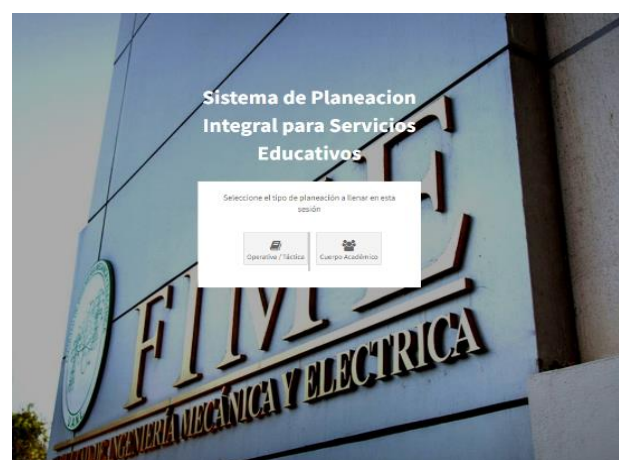 Sistema de Planeacion
Integral para Servicios
Educativos
Seleccione el tipo de planeación a llenar en esta
sesión
Operativa / Táctica
Cuerpo Académico
FIME
DE INGENIERÍA MECÁNICA Y ELECTRICA